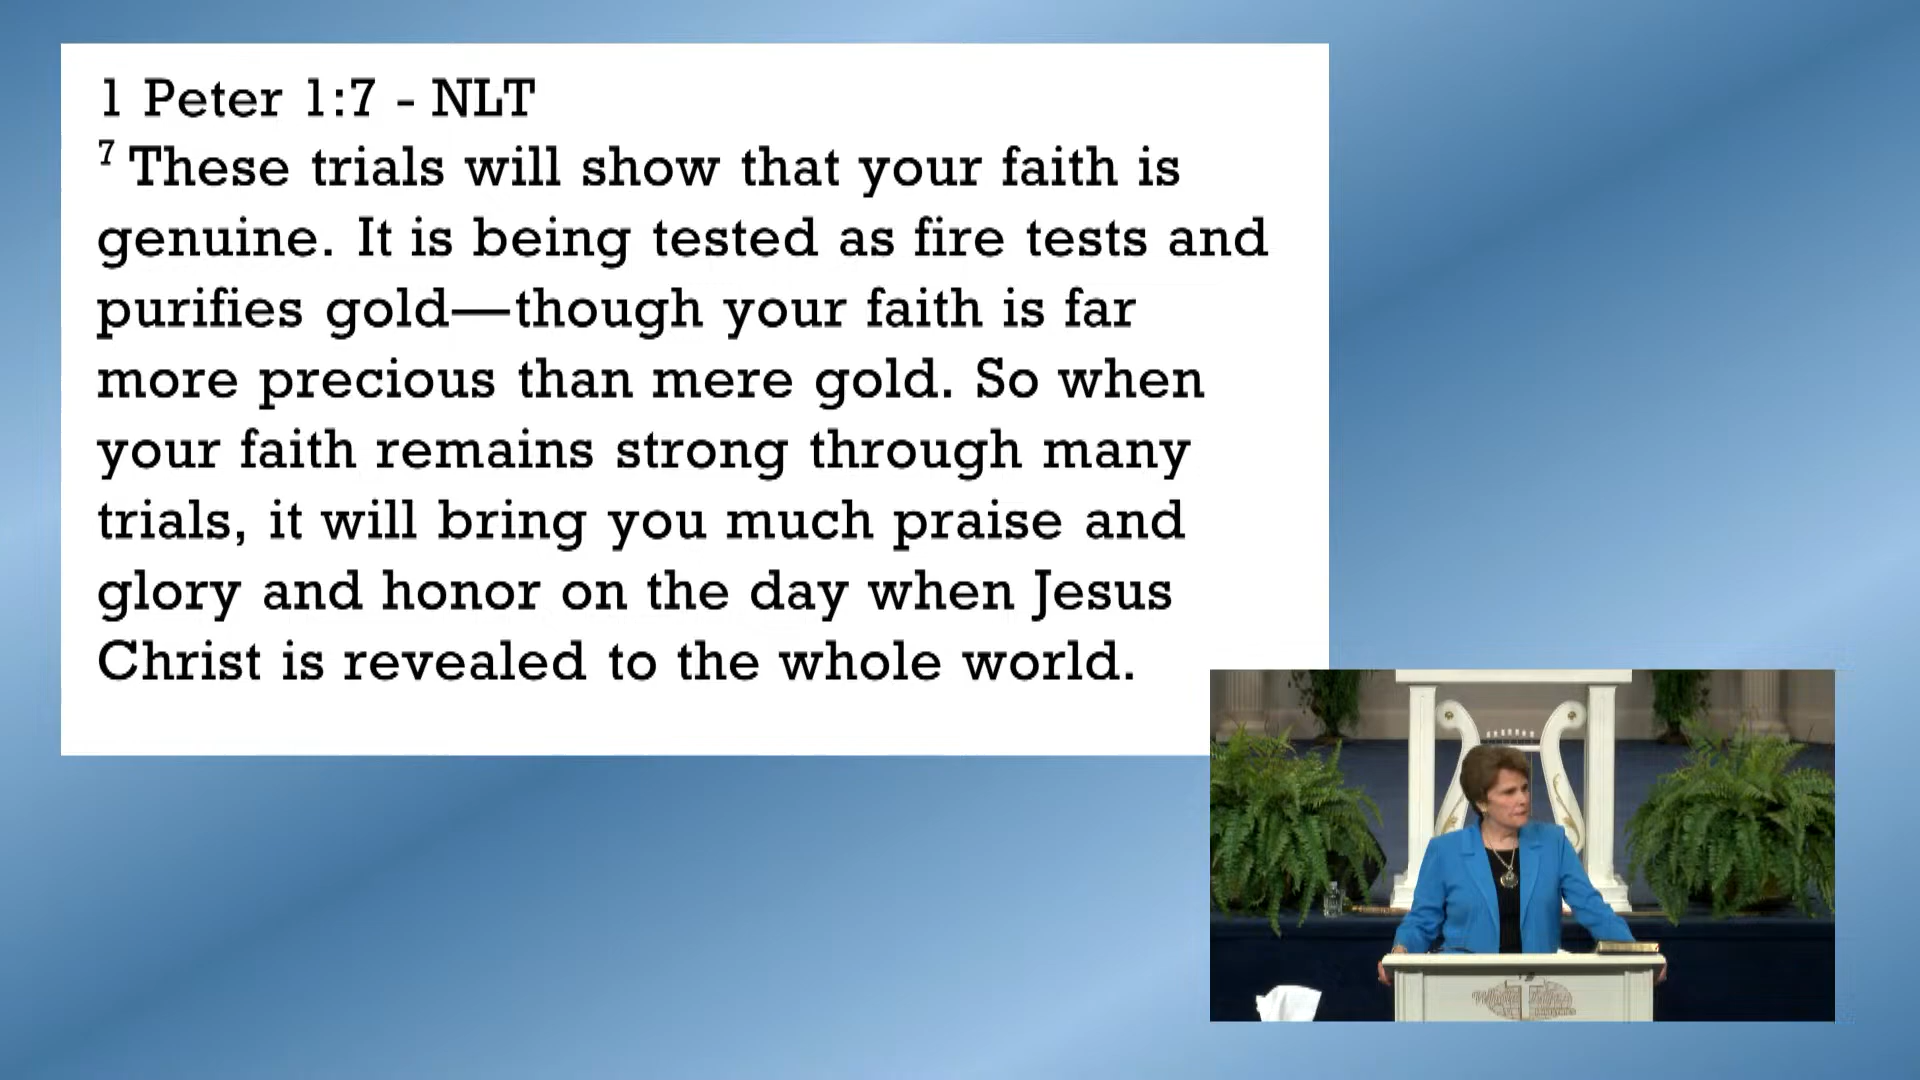 1 Peter 1:7 - NLT
7 These trials will show that your faith is
genuine. It is being tested as fire tests and
purifies gold—though your faith is far
more precious than mere gold. So when
your faith remains strong through many
trials, it will bring you much praise and
glory and honor on the day when Jesus
Christ is revealed to the whole world.